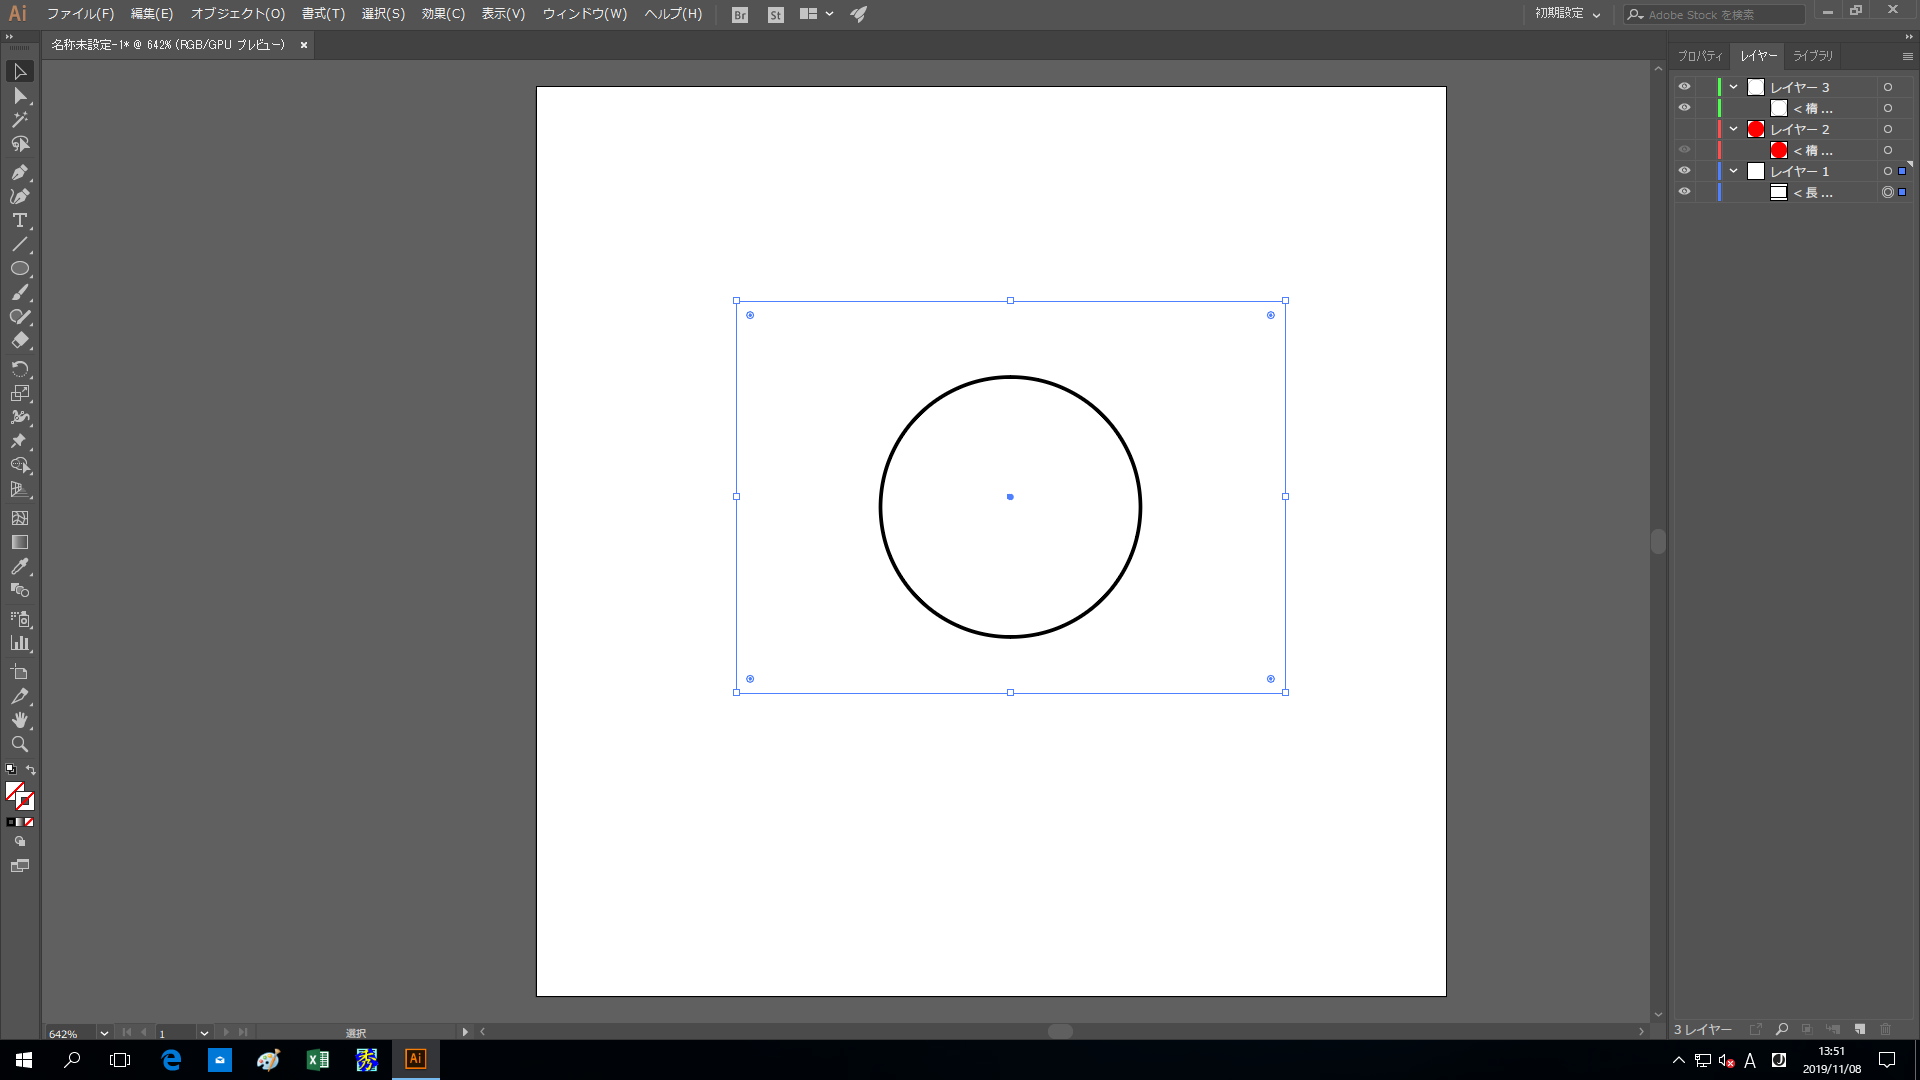 Ai ファイル(F) 編集(E) オブジェクト(O) 書式(T) 選択(S) 効果(C) 表示(V) ウィンドウ(W) ヘルプ(H) Br St 初期設定 Adobe Stock を検索
名称未設定-1* @ 642% (RGB/GPU プレビュー)
プロパティ レイヤー ライブラリ
レイヤー 3
< 楕 ...
レイヤー 2
< 楕 ...
レイヤー 1
< 長 ...
642% 1 選択
3 レイヤー
Ai A 13:51
2019/11/08